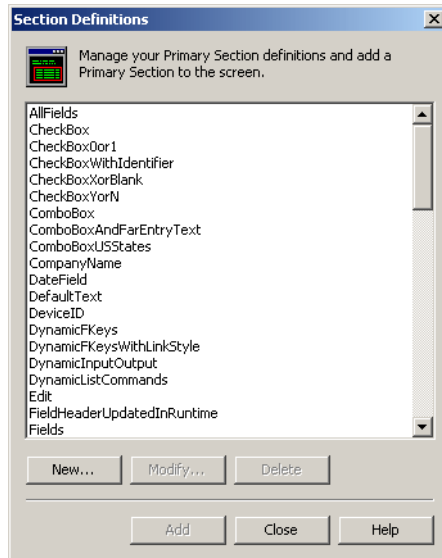 Section Definitions
Manage your Primary Section definitions and add a
Primary Section to the screen.
AllFields
CheckBox
CheckBox0or1
CheckBoxWithIdentifier
CheckBoxXorBlank
CheckBoxYorN
ComboBox
ComboBoxAndFarEntryText
ComboBoxUSStates
CompanyName
DateField
DefaultText
DeviceID
DynamicFKeys
DynamicFKeysWithLinkStyle
DynamicInputOutput
DynamicListCommands
Edit
FieldHeaderUpdatedInRuntime
Fields
New... Modify... Delete
Add Close Help